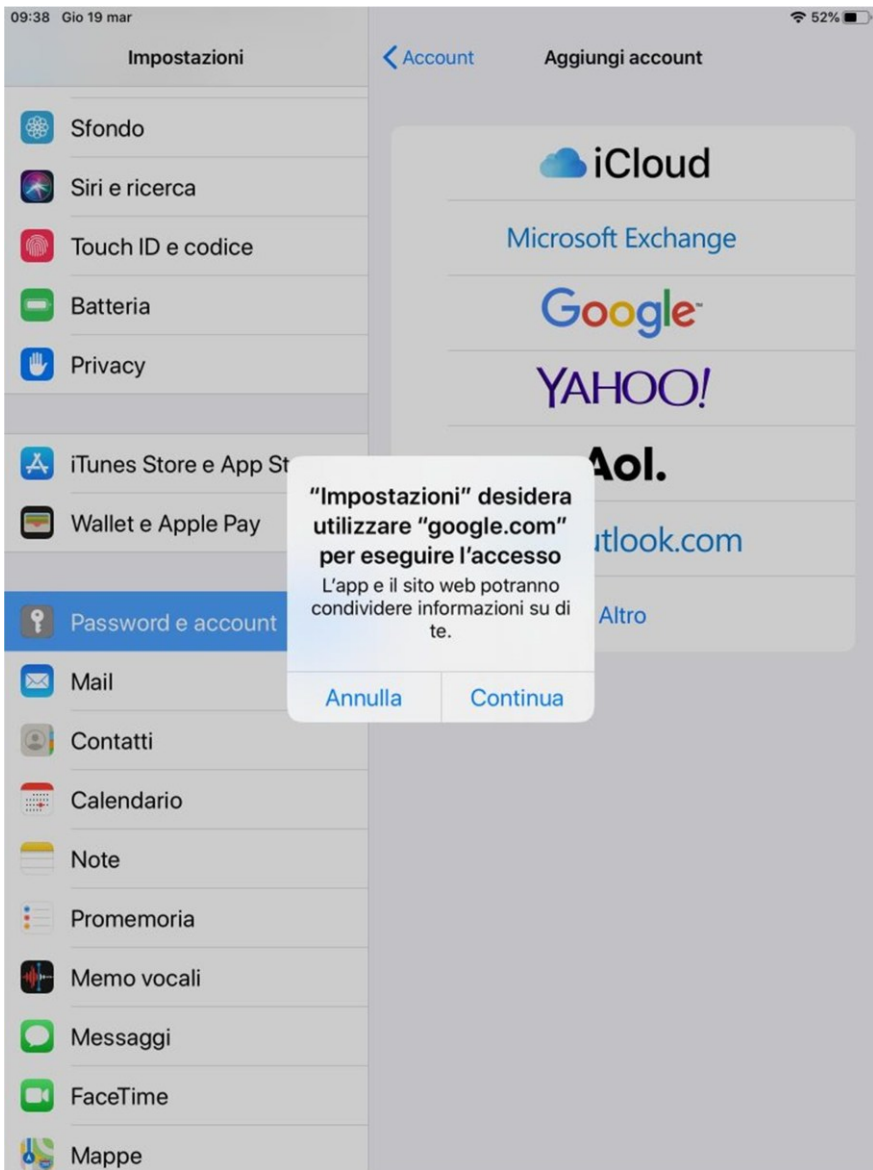 09:38 Gio 19 mar
52%
Impostazioni
Sfondo
Siri e ricerca
Touch ID e codice
Batteria
Privacy
iTunes Store e App St
Wallet e Apple Pay
Password e account
Mail
Contatti
Calendario
Note
Promemoria
Memo vocali
Messaggi
FaceTime
Mappe
Account
Aggiungi account
iCloud
Microsoft Exchange
Google™
YAHOO!
Aol.
utlook.com
Altro
“Impostazioni” desidera
utilizzare “google.com”
per eseguire l’accesso
L’app e il sito web potranno
condividere informazioni su di
te.
Annulla
Continua